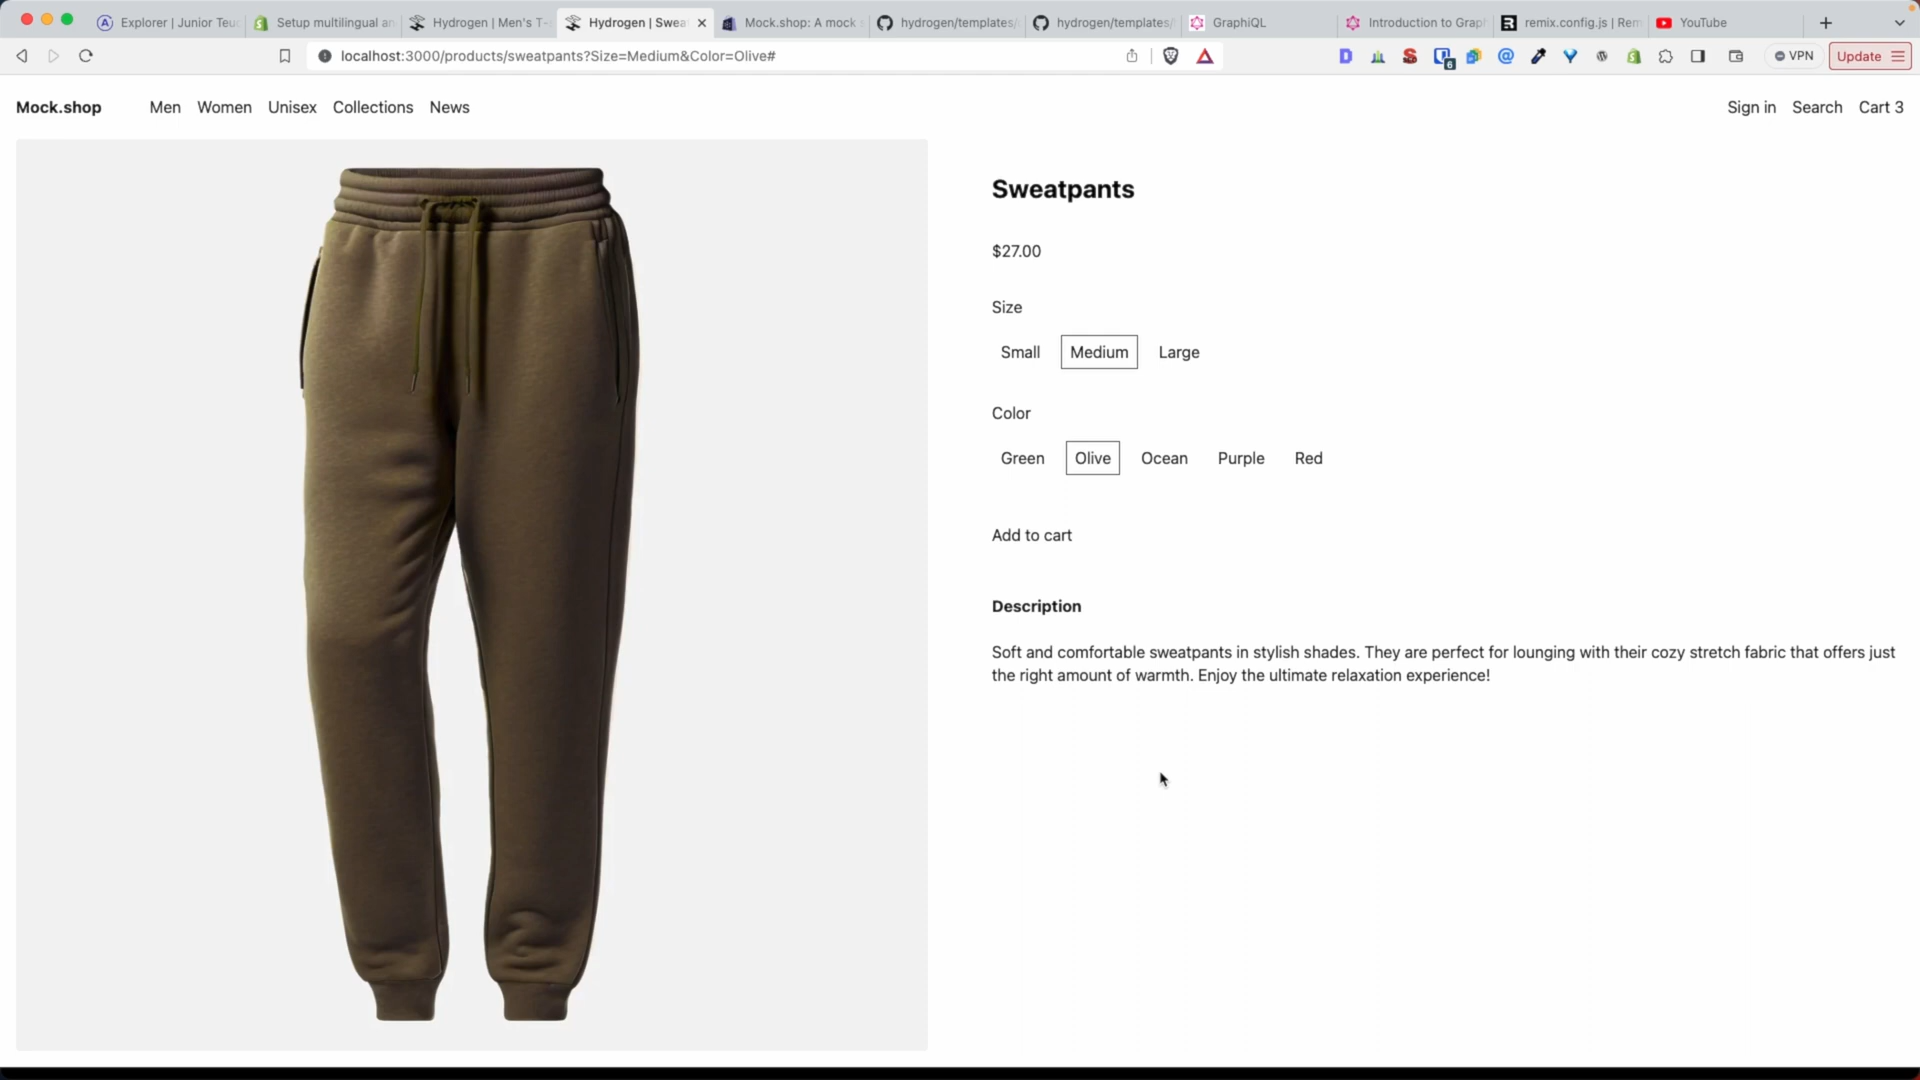 Explorer | Junior Teu
Setup multilingual an
Hydrogen | Men's T-
Hydrogen | Swea
Mock.shop: A mock s
hydrogen/templates/
hydrogen/templates/
GraphiQL
Introduction to Grap
remix.config.js | Rem
YouTube
localhost:3000/products/sweatpants?Size=Medium&Color=Olive#
6
VPN
Update
Mock.shop
Men
Women
Unisex
Collections
News
Sign in
Search
Cart 3
Sweatpants
$27.00
Size
Small
Medium
Large
Color
Green
Olive
Ocean
Purple
Red
Add to cart
Description
Soft and comfortable sweatpants in stylish shades. They are perfect for lounging with their cozy stretch fabric that offers just
the right amount of warmth. Enjoy the ultimate relaxation experience!